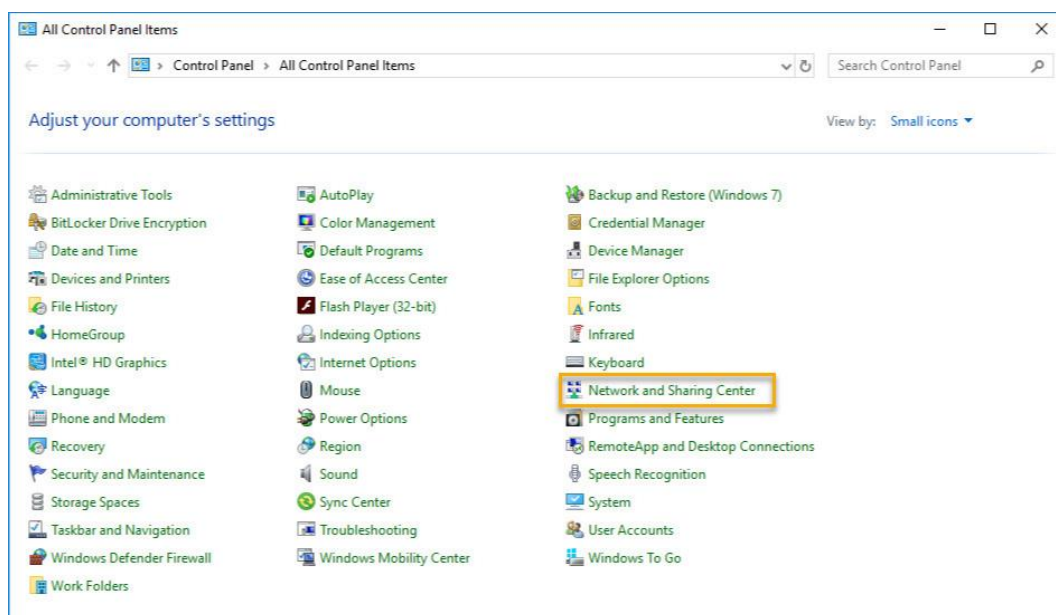 All Control Panel Items
Control Panel > All Control Panel Items
Search Control Panel
Adjust your computer's settings
View by: Small icons
Administrative Tools
BitLocker Drive Encryption
Date and Time
Devices and Printers
File History
HomeGroup
Intel® HD Graphics
Language
Phone and Modem
Recovery
Security and Maintenance
Storage Spaces
Taskbar and Navigation
Windows Defender Firewall
Work Folders
AutoPlay
Color Management
Default Programs
Ease of Access Center
Flash Player (32-bit)
Indexing Options
Internet Options
Mouse
Power Options
Region
Sound
Sync Center
Troubleshooting
Windows Mobility Center
Backup and Restore (Windows 7)
Credential Manager
Device Manager
File Explorer Options
Fonts
Infrared
Keyboard
Network and Sharing Center
Programs and Features
RemoteApp and Desktop Connections
Speech Recognition
System
User Accounts
Windows To Go